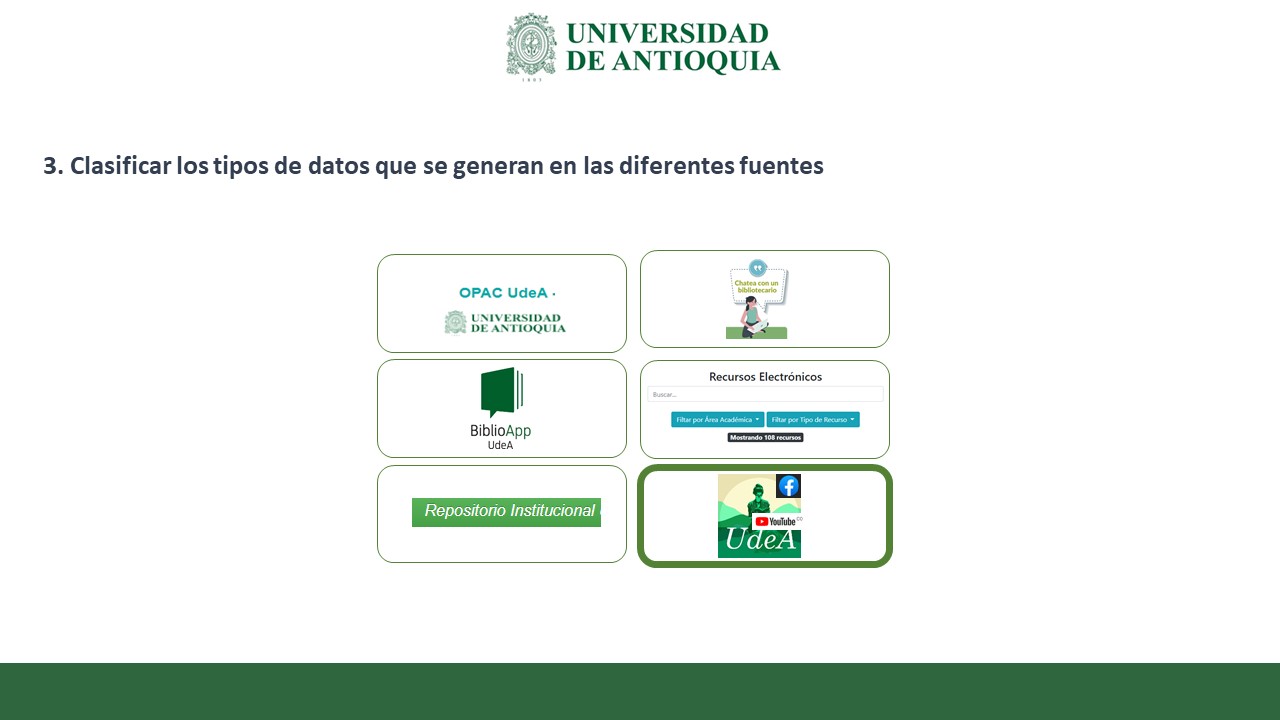 UNIVERSIDAD
DE ANTIOQUIA
1803
3. Clasificar los tipos de datos que se generan en las diferentes fuentes
OPAC UdeA ·
UNIVERSIDAD
DE ANTIOQUIA
Chatea con un
bibliotecario
BiblioApp
UdeA
Recursos Electrónicos
Buscar...
Filtar por Área Académica
Filtar por Tipo de Recurso
Mostrando 108 recursos
Repositorio Institucional
YouTube CO
UdeA